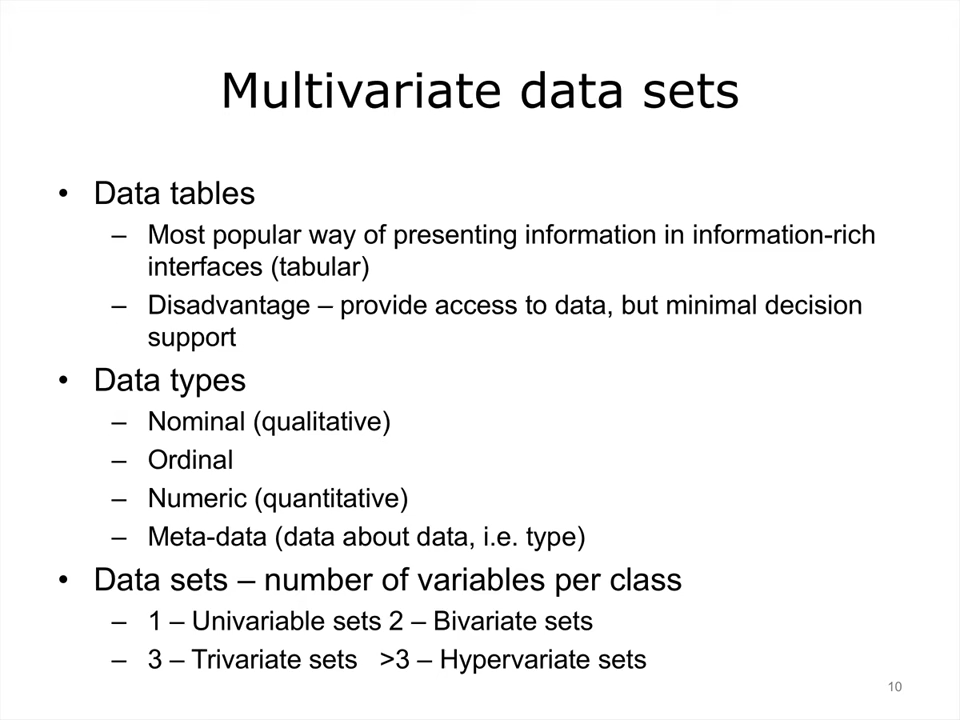 Multivariate data sets
• Data tables
– Most popular way of presenting information in information-rich
interfaces (tabular)
– Disadvantage – provide access to data, but minimal decision
support
• Data types
– Nominal (qualitative)
– Ordinal
– Numeric (quantitative)
– Meta-data (data about data, i.e. type)
• Data sets – number of variables per class
– 1 – Univariable sets 2 – Bivariate sets
– 3 – Trivariate sets >3 – Hypervariate sets
10